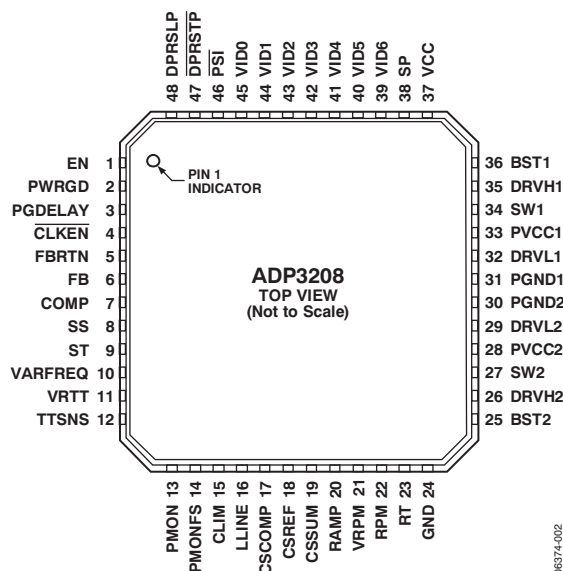 48 DPRSLP
47 DPRSTP
46 PSI
45 VID0
44 VID1
43 VID2
42 VID3
41 VID4
40 VID5
39 VID6
38 SP
37 VCC
EN 1
PWRGD 2
PGDELAY 3
CLKEN 4
FBRTN 5
FB 6
COMP 7
SS 8
ST 9
VARFREQ 10
VRTT 11
TTSNS 12
PIN 1
INDICATOR
ADP3208
TOP VIEW
(Not to Scale)
36 BST1
35 DRVH1
34 SW1
33 PVCC1
32 DRVL1
31 PGND1
30 PGND2
29 DRVL2
28 PVCC2
27 SW2
26 DRVH2
25 BST2
PMON 13
PMONFS 14
CLIM 15
LLINE 16
CSCOMP 17
CSREF 18
CSSUM 19
RAMP 20
VRPM 21
RPM 22
RT 23
GND 24
06374-002